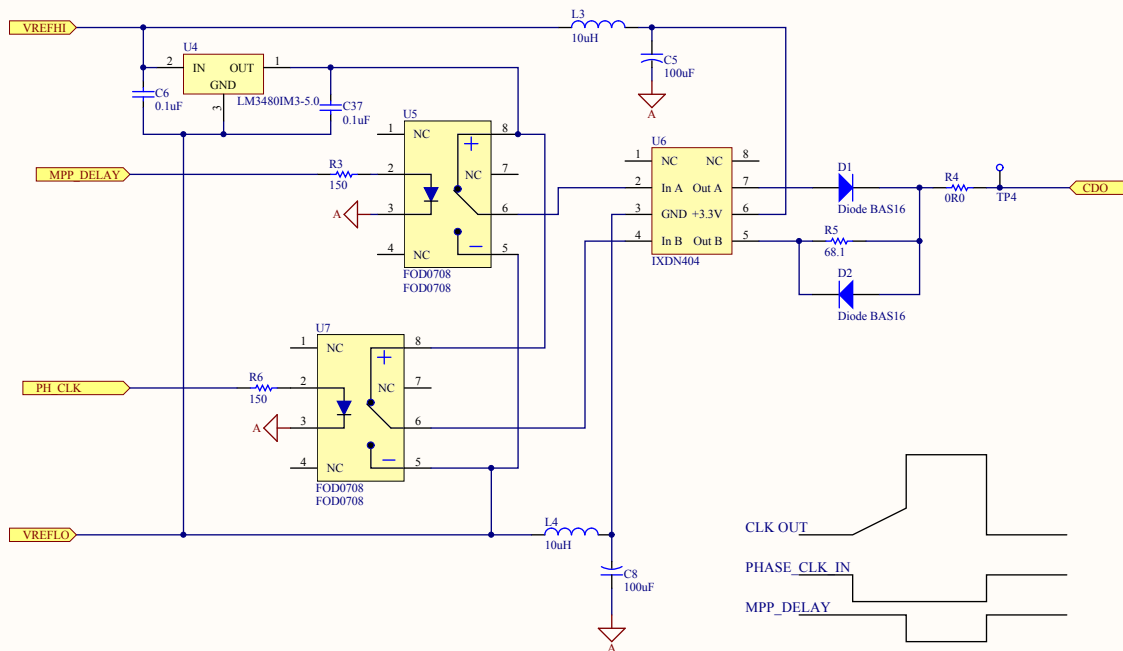 VREFHI
L3
10uH
U4
2
IN
OUT
1
GND
3
LM3480IM3-5.0
C6
0.1uF
C37
0.1uF
C5
100uF
A
U5
1
NC
8
+
MPP_DELAY
R3
150
2
NC
7
A
3
6
4
NC
5
FOD0708
FOD0708
U6
1
NC
NC
8
2
In A
Out A
7
3
GND
+3.3V
6
4
In B
Out B
5
IXDN404
D1
Diode BAS16
R4
0R0
TP4
CDO
R5
68.1
D2
Diode BAS16
U7
1
NC
8
+
PH_CLK
R6
150
2
NC
7
A
3
6
4
NC
5
FOD0708
FOD0708
VREFLO
L4
10uH
C8
100uF
A
CLK OUT
PHASE_CLK_IN
MPP_DELAY